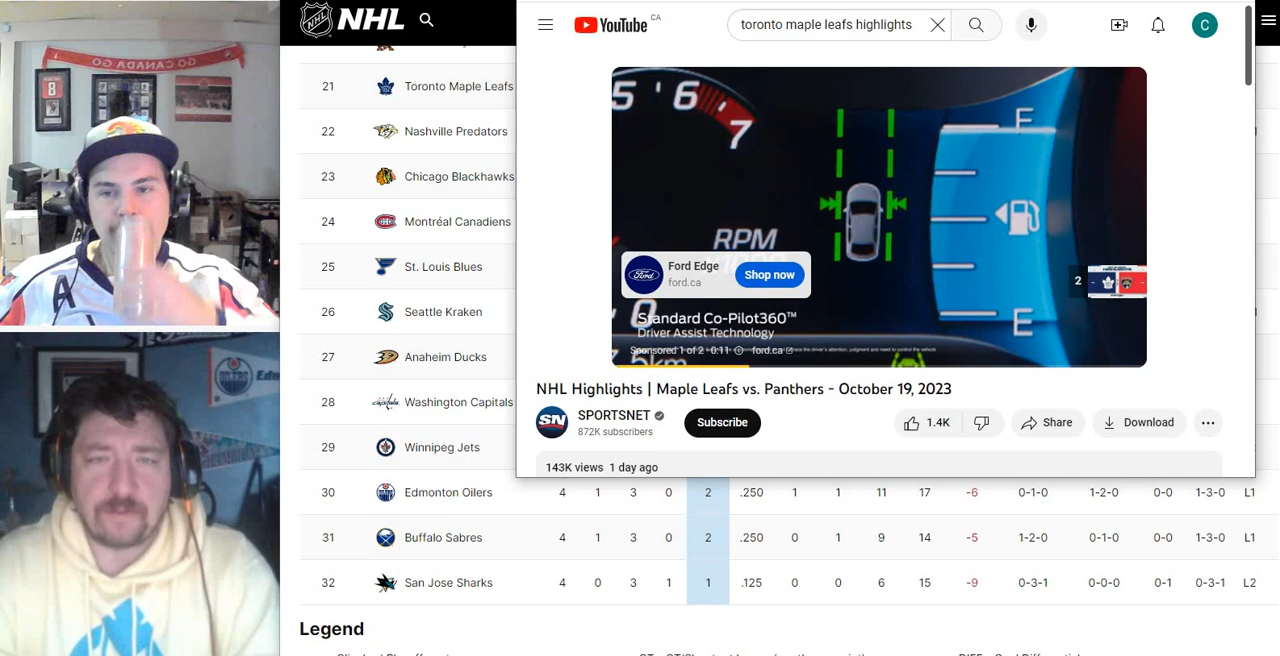 GO CANADA GO
8
A
OILERS
Edm
NHL
NHL
21 Toronto Maple Leafs
22 Nashville Predators
23 Chicago Blackhawks
24 Montréal Canadiens
25 St. Louis Blues
26 Seattle Kraken
27 Anaheim Ducks
28 Washington Capitals
29 Winnipeg Jets
30 Edmonton Oilers 4 1 3 0 2 .250 1 1 11 17 -6 0-1-0 1-2-0 0-0 1-3-0 L1
31 Buffalo Sabres 4 1 3 0 2 .250 0 1 9 14 -5 1-2-0 0-1-0 0-0 1-3-0 L1
32 San Jose Sharks 4 0 3 1 1 .125 0 0 6 15 -9 0-3-1 0-0-0 0-1 0-3-1 L2
Legend
YouTube CA
toronto maple leafs highlights
C
5 6 7
RPM
F
E
0
Ford
Ford Edge
ford.ca
Shop now
2
Standard Co-Pilot360™
Driver Assist Technology
Sponsored 1 of 2 · 0:11 ford.ca
NHL Highlights | Maple Leafs vs. Panthers - October 19, 2023
SN
SPORTSNET
872K subscribers
Subscribe
1.4K
Share
Download
143K views 1 day ago